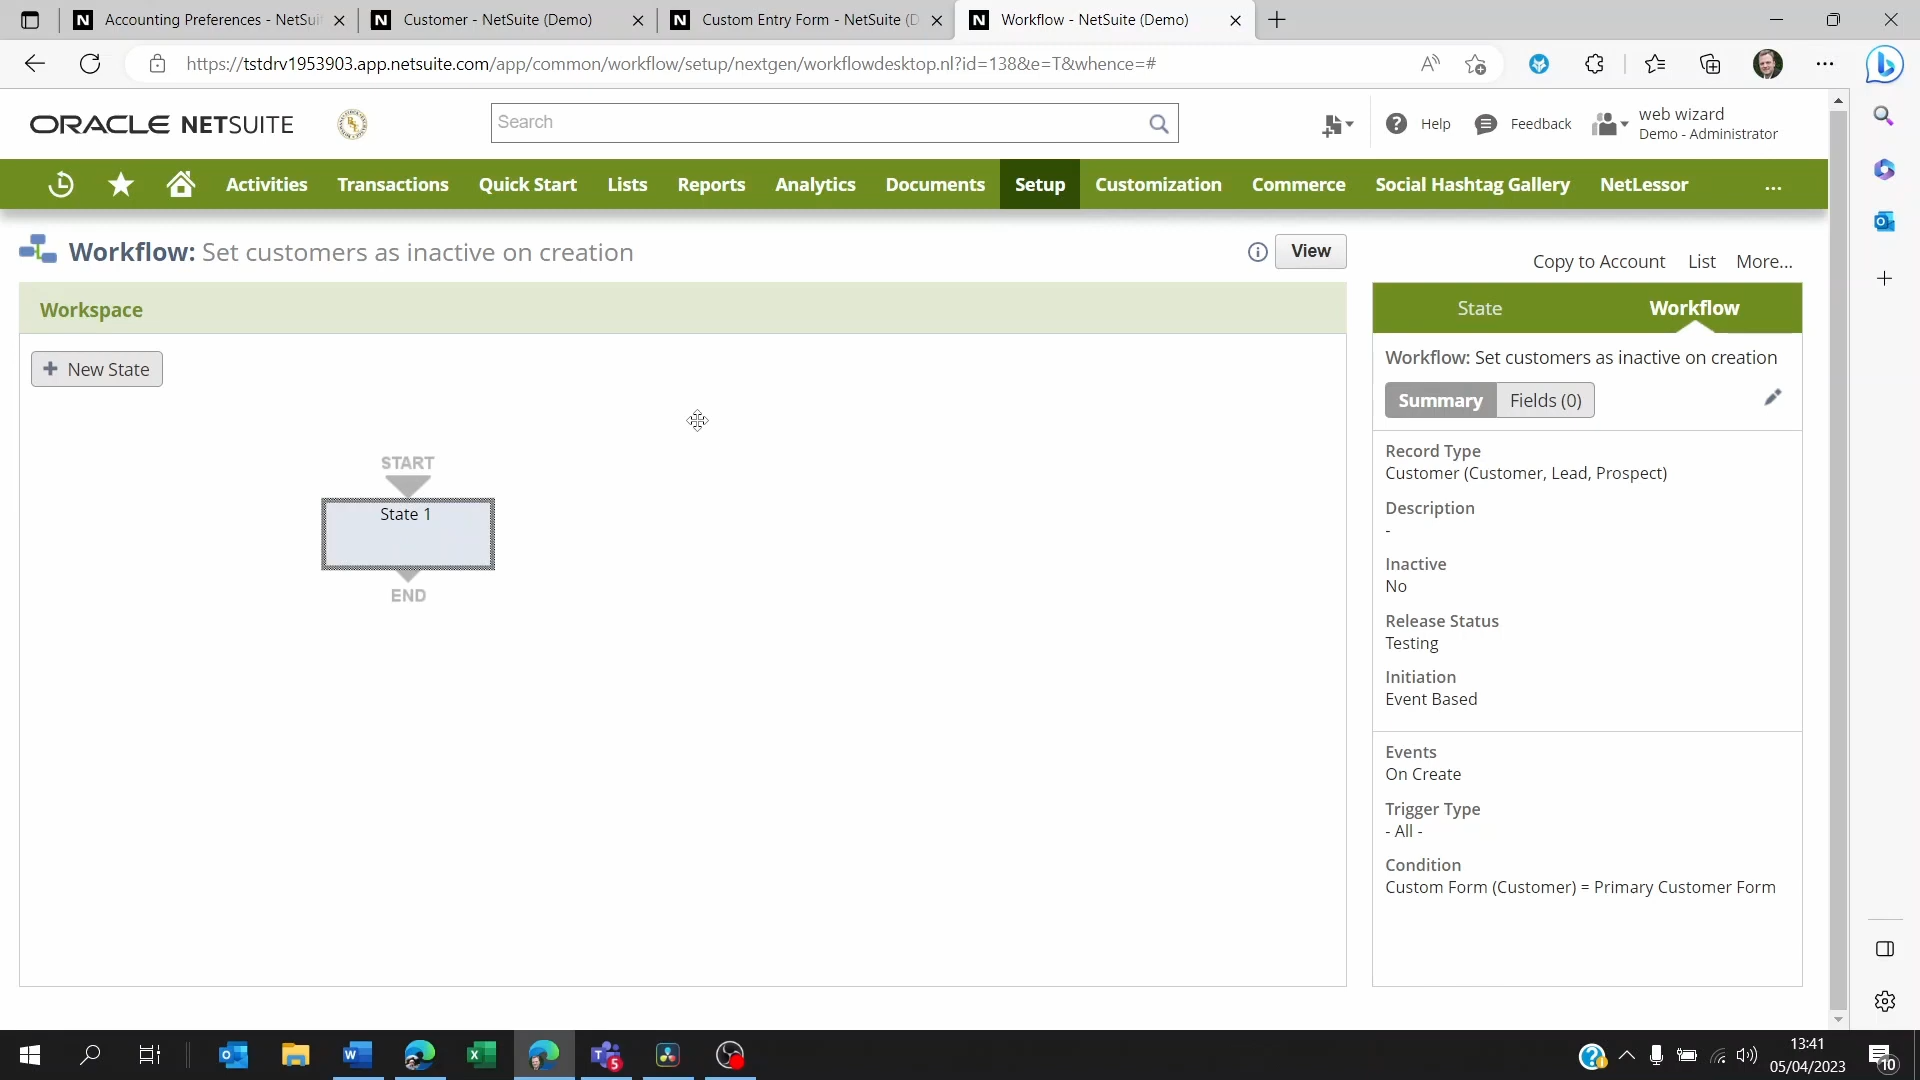 Accounting Preferences - NetSui
Customer - NetSuite (Demo)
Custom Entry Form - NetSuite (D
Workflow - NetSuite (Demo)
https://tstdrv1953903.app.netsuite.com/app/common/workflow/setup/nextgen/workflowdesktop.nl?id=138&e=T&whence=#
ORACLE NETSUITE
Search
Help
Feedback
web wizard
Demo - Administrator
Activities
Transactions
Quick Start
Lists
Reports
Analytics
Documents
Setup
Customization
Commerce
Social Hashtag Gallery
NetLessor
...
Workflow: Set customers as inactive on creation
View
Copy to Account
List
More...
Workspace
+ New State
START
State 1
END
State
Workflow
Workflow: Set customers as inactive on creation
Summary
Fields (0)
Record Type
Customer (Customer, Lead, Prospect)
Description
-
Inactive
No
Release Status
Testing
Initiation
Event Based
Events
On Create
Trigger Type
- All -
Condition
Custom Form (Customer) = Primary Customer Form
5
13:41
05/04/2023
10